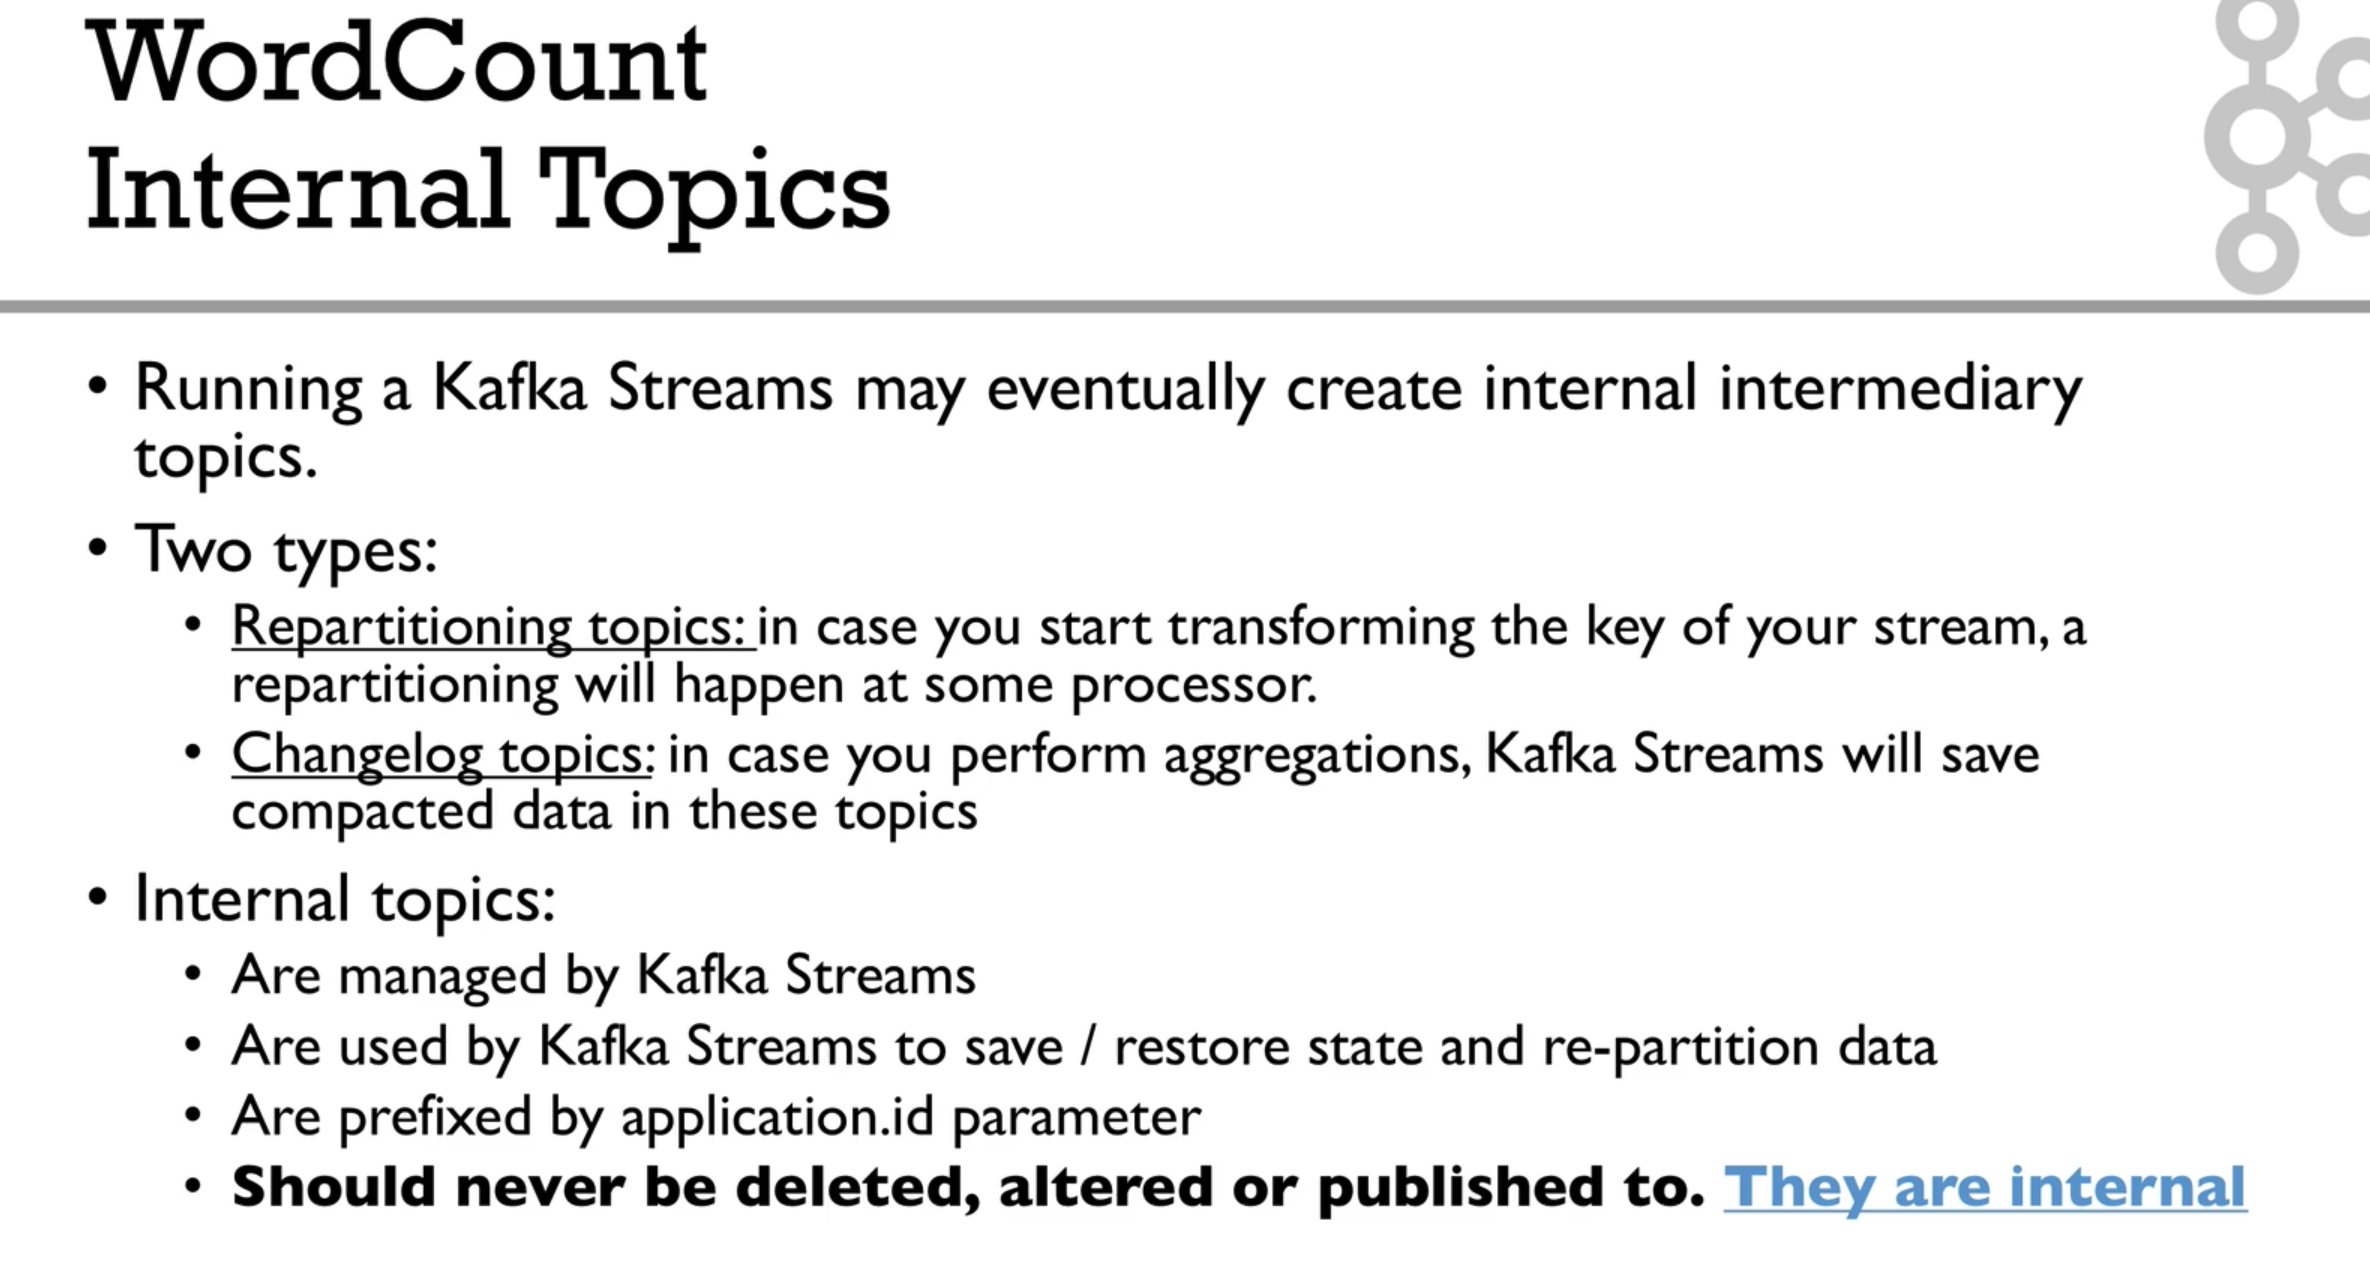 WordCount
Internal Topics
• Running a Kafka Streams may eventually create internal intermediary
topics.
• Two types:
• Repartitioning topics: in case you start transforming the key of your stream, a
repartitioning will happen at some processor.
• Changelog topics: in case you perform aggregations, Kafka Streams will save
compacted data in these topics
• Internal topics:
• Are managed by Kafka Streams
• Are used by Kafka Streams to save / restore state and re-partition data
• Are prefixed by application.id parameter
• Should never be deleted, altered or published to. They are internal